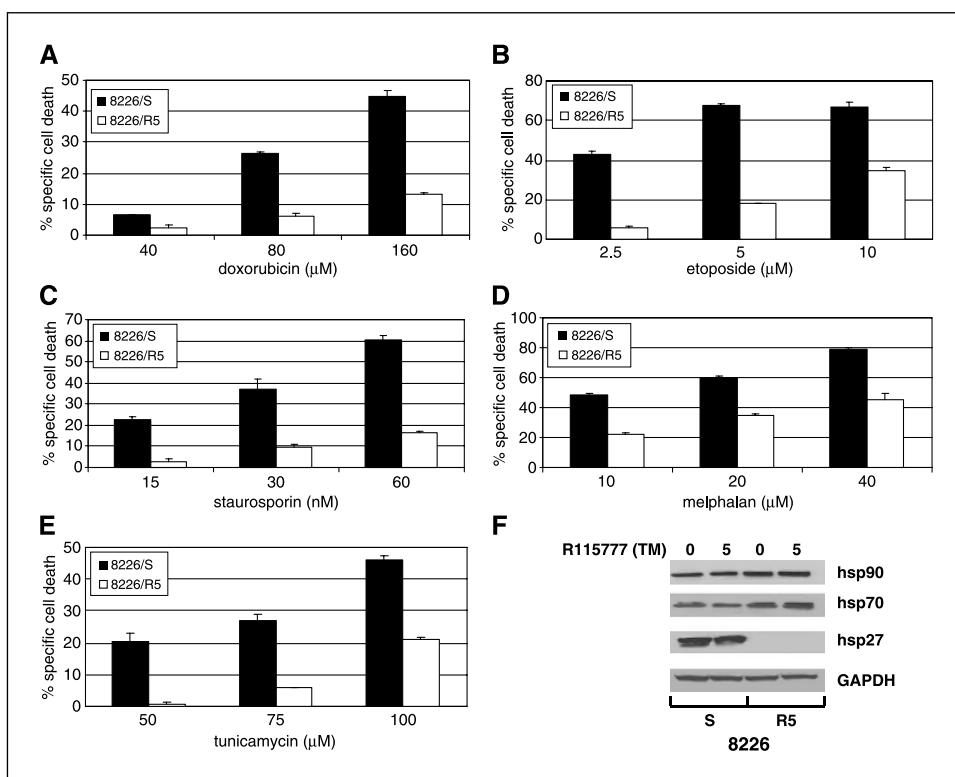 A
% specific cell death
50
40
30
20
10
0
8226/S
8226/R5
40 80 160
doxorubicin (μM)
B
% specific cell death
80
60
40
20
0
8226/S
8226/R5
2.5 5 10
etoposide (μM)
C
% specific cell death
70
60
50
40
30
20
10
0
8226/S
8226/R5
15 30 60
staurosporin (nM)
D
% specific cell death
100
80
60
40
20
0
8226/S
8226/R5
10 20 40
melphalan (μM)
E
% specific cell death
50
40
30
20
10
0
8226/S
8226/R5
50 75 100
tunicamycin (μM)
F
R115777 (TM) 0 5 0 5
hsp90
hsp70
hsp27
GAPDH
S R5
8226